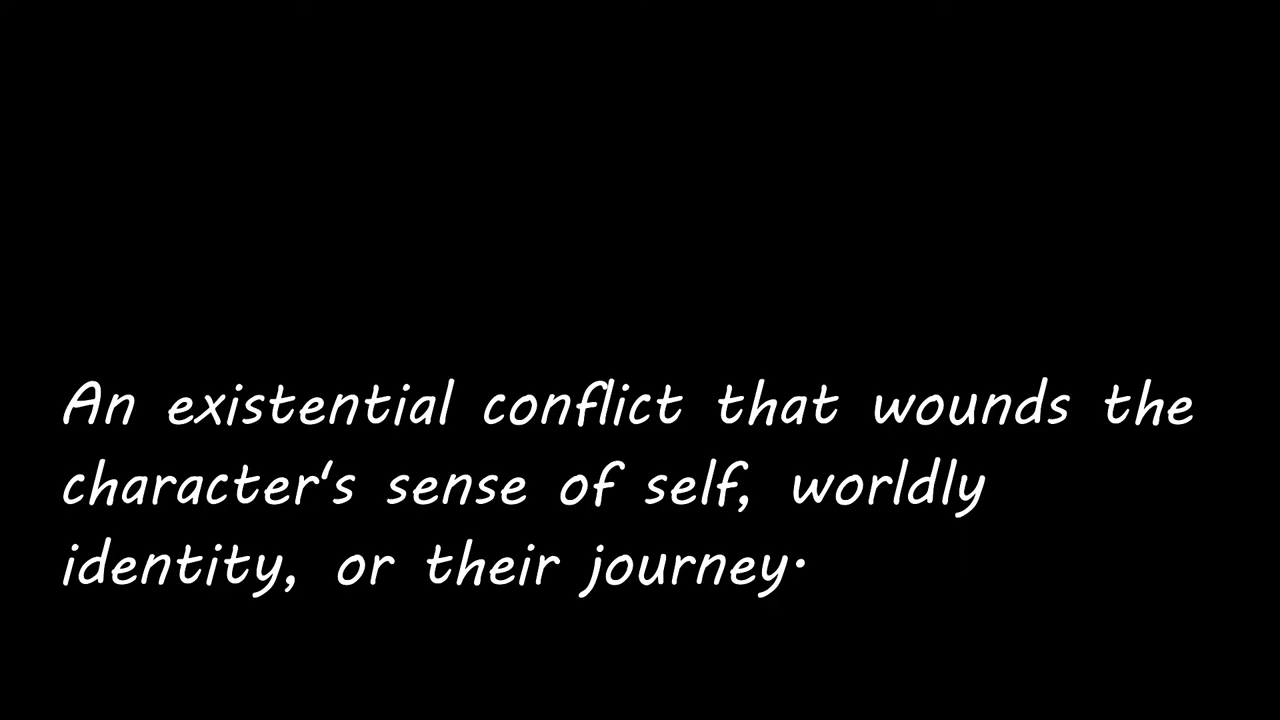 An existential conflict that wounds the
character's sense of self, worldly
identity, or their journey.